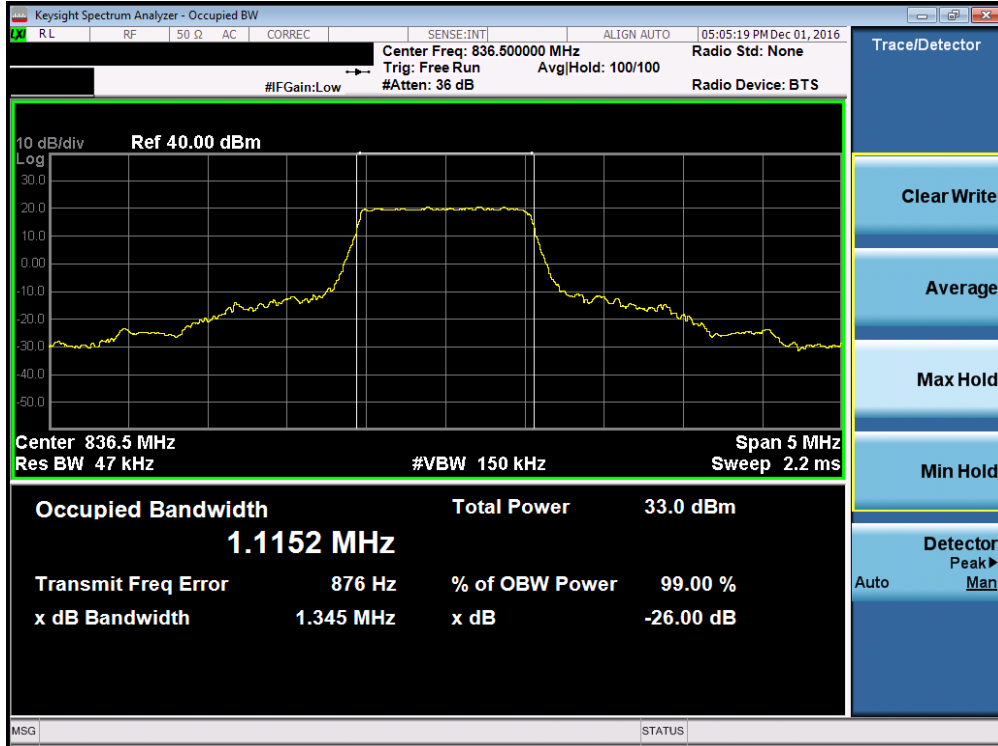 Keysight Spectrum Analyzer - Occupied BW
LXI RL RF 50 Ω AC CORREC SENSE:INT ALIGN AUTO 05:05:19 PM Dec 01, 2016
Center Freq: 836.500000 MHz Radio Std: None
Trig: Free Run Avg|Hold: 100/100
#IFGain:Low #Atten: 36 dB Radio Device: BTS
10 dB/div Ref 40.00 dBm
Log
30.0
20.0
10.0
0.00
-10.0
-20.0
-30.0
-40.0
-50.0
Center 836.5 MHz Span 5 MHz
Res BW 47 kHz #VBW 150 kHz Sweep 2.2 ms
Occupied Bandwidth Total Power 33.0 dBm
1.1152 MHz
Transmit Freq Error 876 Hz % of OBW Power 99.00 %
x dB Bandwidth 1.345 MHz x dB -26.00 dB
MSG STATUS
Trace/Detector
Clear Write
Average
Max Hold
Min Hold
Detector
Peak▶
Auto Man